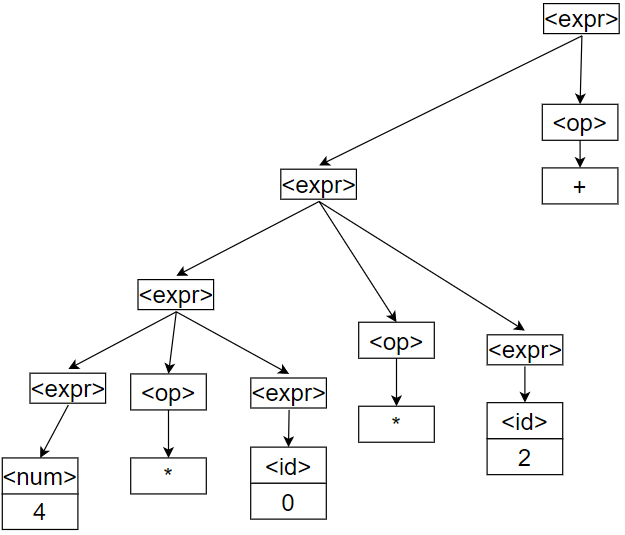 <expr>
<op>
+
<expr>
<expr>
<op>
*
<expr>
<id>
2
<expr>
<op>
*
<expr>
<num>
4
<id>
0